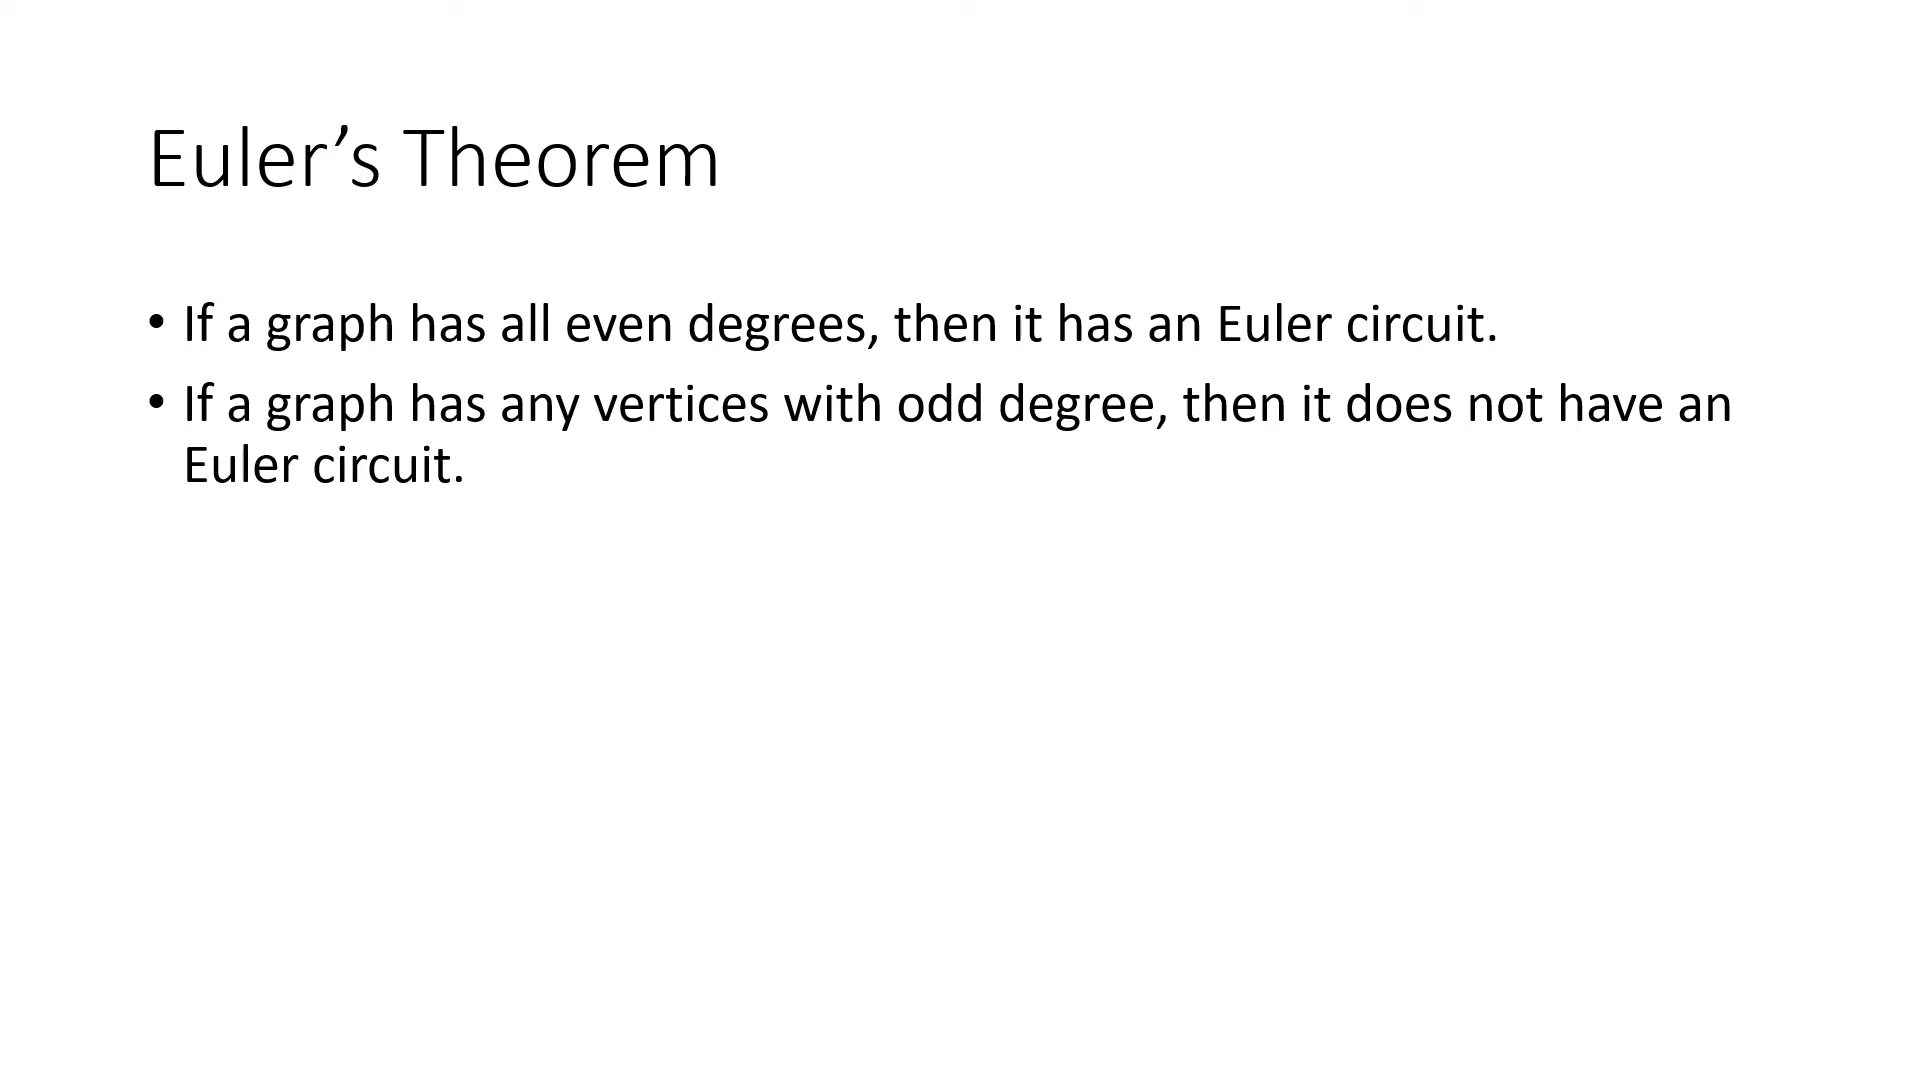 Euler’s Theorem
• If a graph has all even degrees, then it has an Euler circuit.
• If a graph has any vertices with odd degree, then it does not have an
Euler circuit.